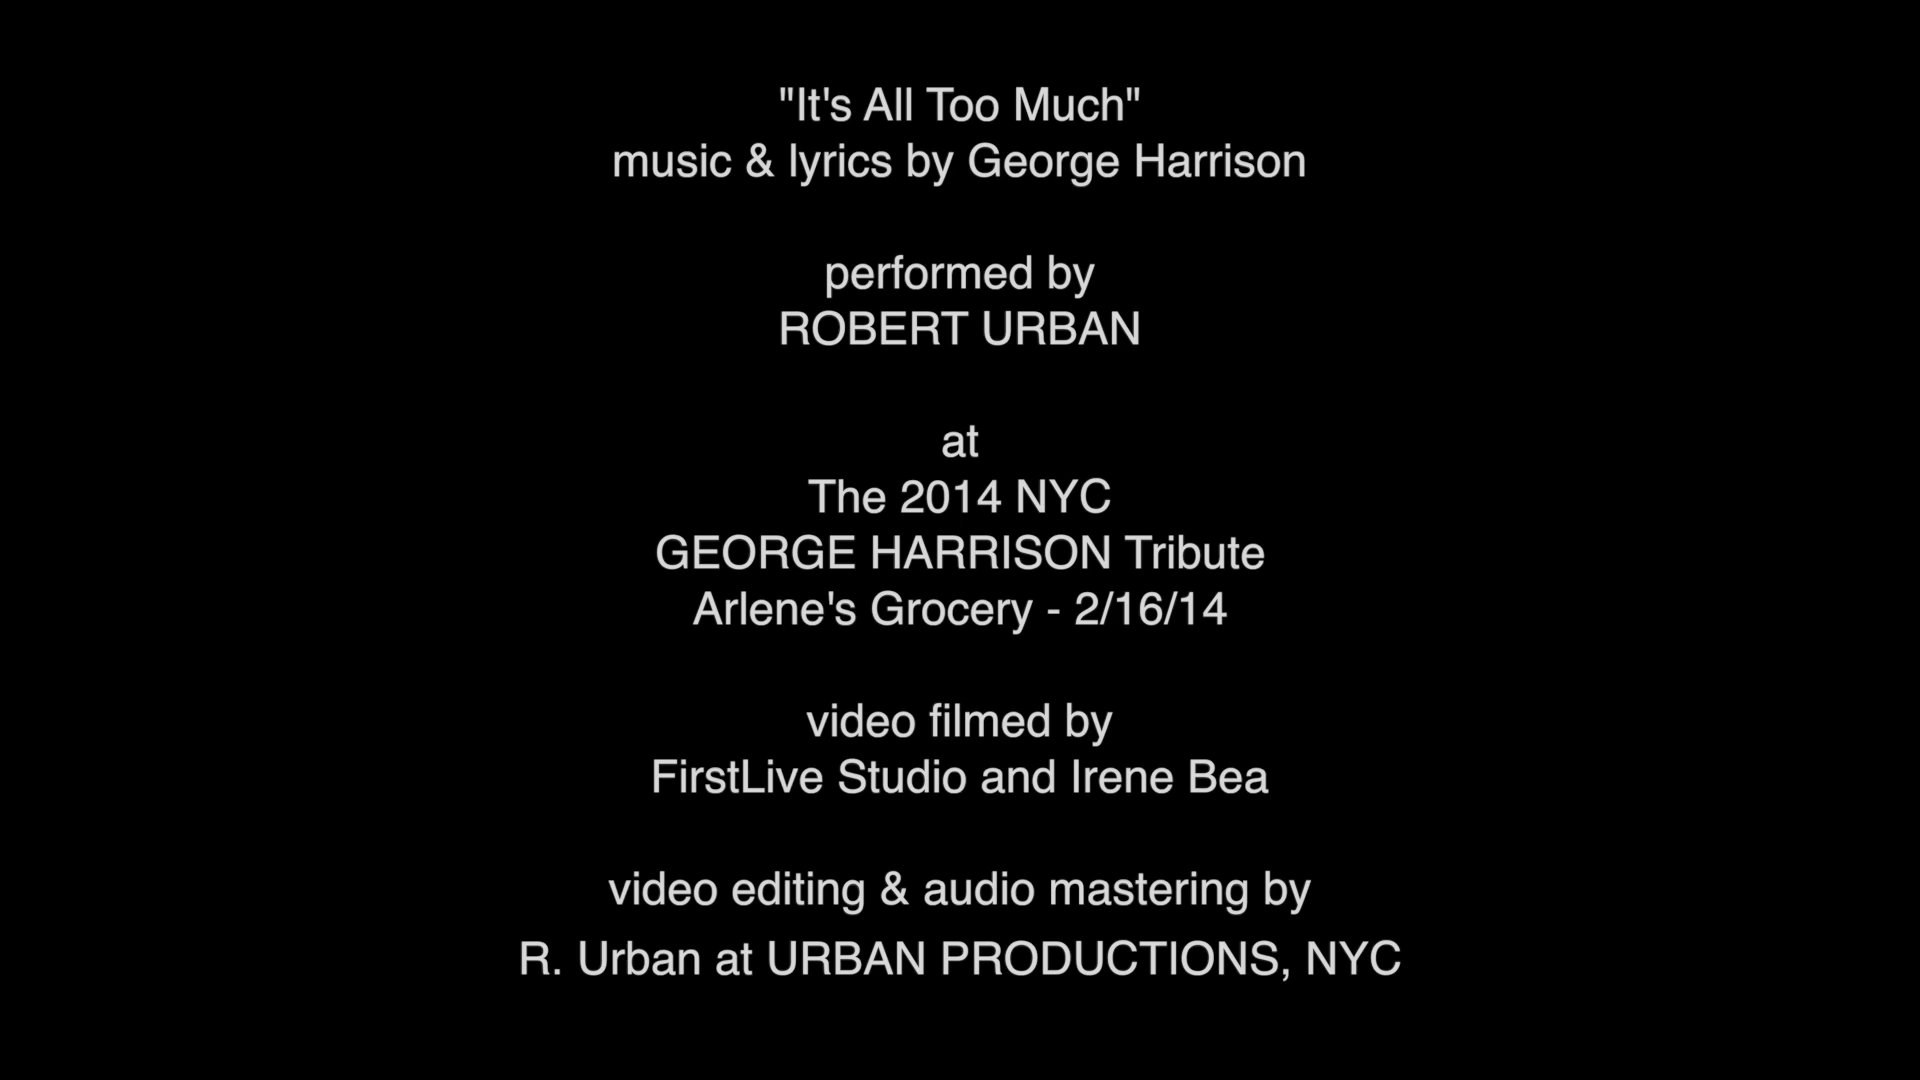 "It's All Too Much"
music & lyrics by George Harrison
performed by
ROBERT URBAN
at
The 2014 NYC
GEORGE HARRISON Tribute
Arlene's Grocery - 2/16/14
video filmed by
FirstLive Studio and Irene Bea
video editing & audio mastering by
R. Urban at URBAN PRODUCTIONS, NYC